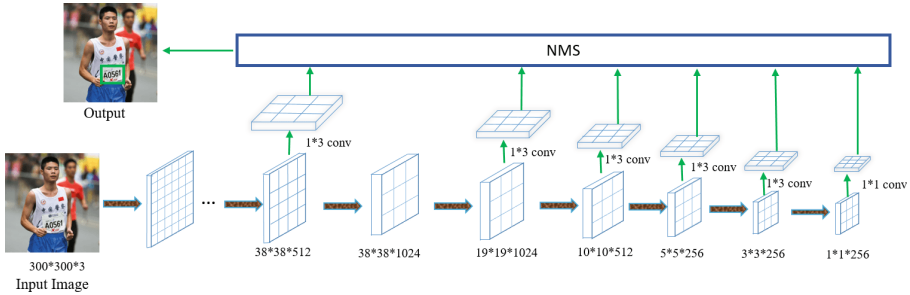 NMS
A0561
Output
1*3 conv
1*3 conv
1*3 conv
1*3 conv
1*3 conv
1*1 conv
A0561
...
38*38*512
38*38*1024
19*19*1024
10*10*512
5*5*256
3*3*256
1*1*256
300*300*3
Input Image